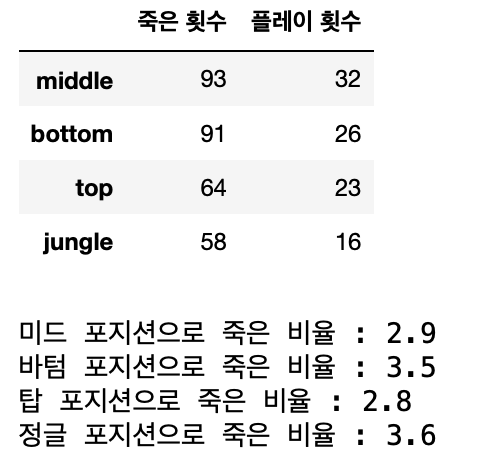 죽은 횟수 플레이 횟수
middle 93 32
bottom 91 26
top 64 23
jungle 58 16
미드 포지션으로 죽은 비율 : 2.9
바텀 포지션으로 죽은 비율 : 3.5
탑 포지션으로 죽은 비율 : 2.8
정글 포지션으로 죽은 비율 : 3.6